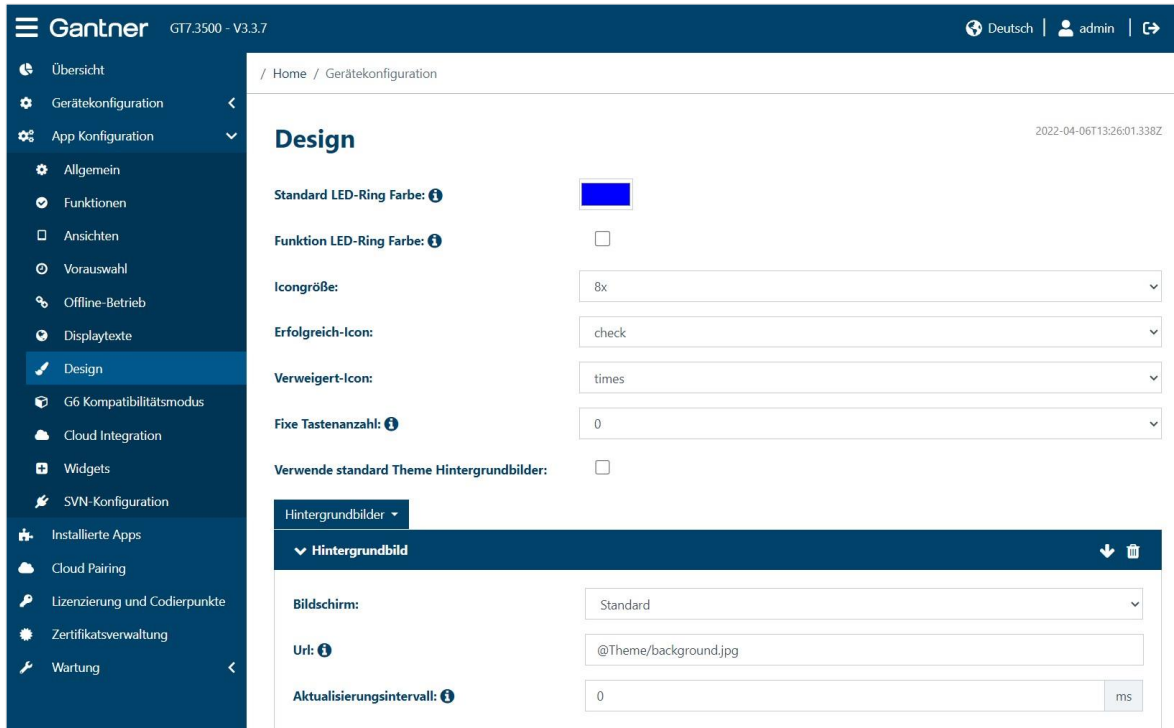 Gantner GT7.3500 - V3.3.7 Deutsch | admin |
Übersicht
Gerätekonfiguration
App Konfiguration
Allgemein
Funktionen
Ansichten
Vorauswahl
Offline-Betrieb
Displaytexte
Design
G6 Kompatibilitätsmodus
Cloud Integration
Widgets
SVN-Konfiguration
Installierte Apps
Cloud Pairing
Lizenzierung und Codierpunkte
Zertifikatsverwaltung
Wartung
/ Home / Gerätekonfiguration
Design
2022-04-06T13:26:01.338Z
Standard LED-Ring Farbe:
Funktion LED-Ring Farbe:
Icongröße: 8x
Erfolgreich-Icon: check
Verweigert-Icon: times
Fixe Tastenanzahl: 0
Verwende standard Theme Hintergrundbilder:
Hintergrundbilder
Hintergrundbild
Bildschirm: Standard
Url: @Theme/background.jpg
Aktualisierungsintervall: 0 ms